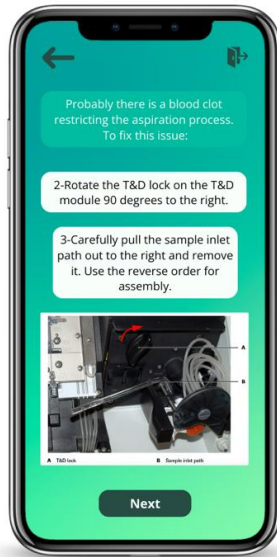 Probably there is a blood clot
restricting the aspiration process.
To fix this issue:
2-Rotate the T&D lock on the T&D
module 90 degrees to the right.
3-Carefully pull the sample inlet
path out to the right and remove
it. Use the reverse order for
assembly.
A
B
A T&D lock B Sample inlet path
Next